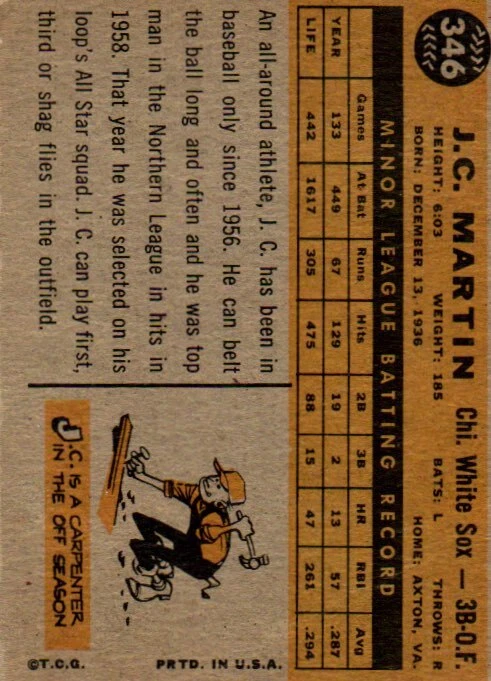 346
J.C. MARTIN Chi. White Sox — 3B-O.F.
HEIGHT: 6:03 WEIGHT: 185 BATS: L THROWS: R
BORN: DECEMBER 13, 1936 HOME: AXTON, VA.
MINOR LEAGUE BATTING RECORD
Games At Bat Runs Hits 2B 3B HR RBI Avg
YEAR 133 449 67 129 19 2 13 57 .287
LIFE 442 1617 305 475 88 15 47 261 .294
An all-around athlete, J. C. has been in
baseball only since 1956. He can belt
the ball long and often and he was top
man in the Northern League in hits in
1958. That year he was selected on his
loop's All Star squad. J. C. can play first,
third or shag flies in the outfield.
J.C. IS A CARPENTER
IN THE OFF SEASON
©T.C.G. PRTD. IN U.S.A.